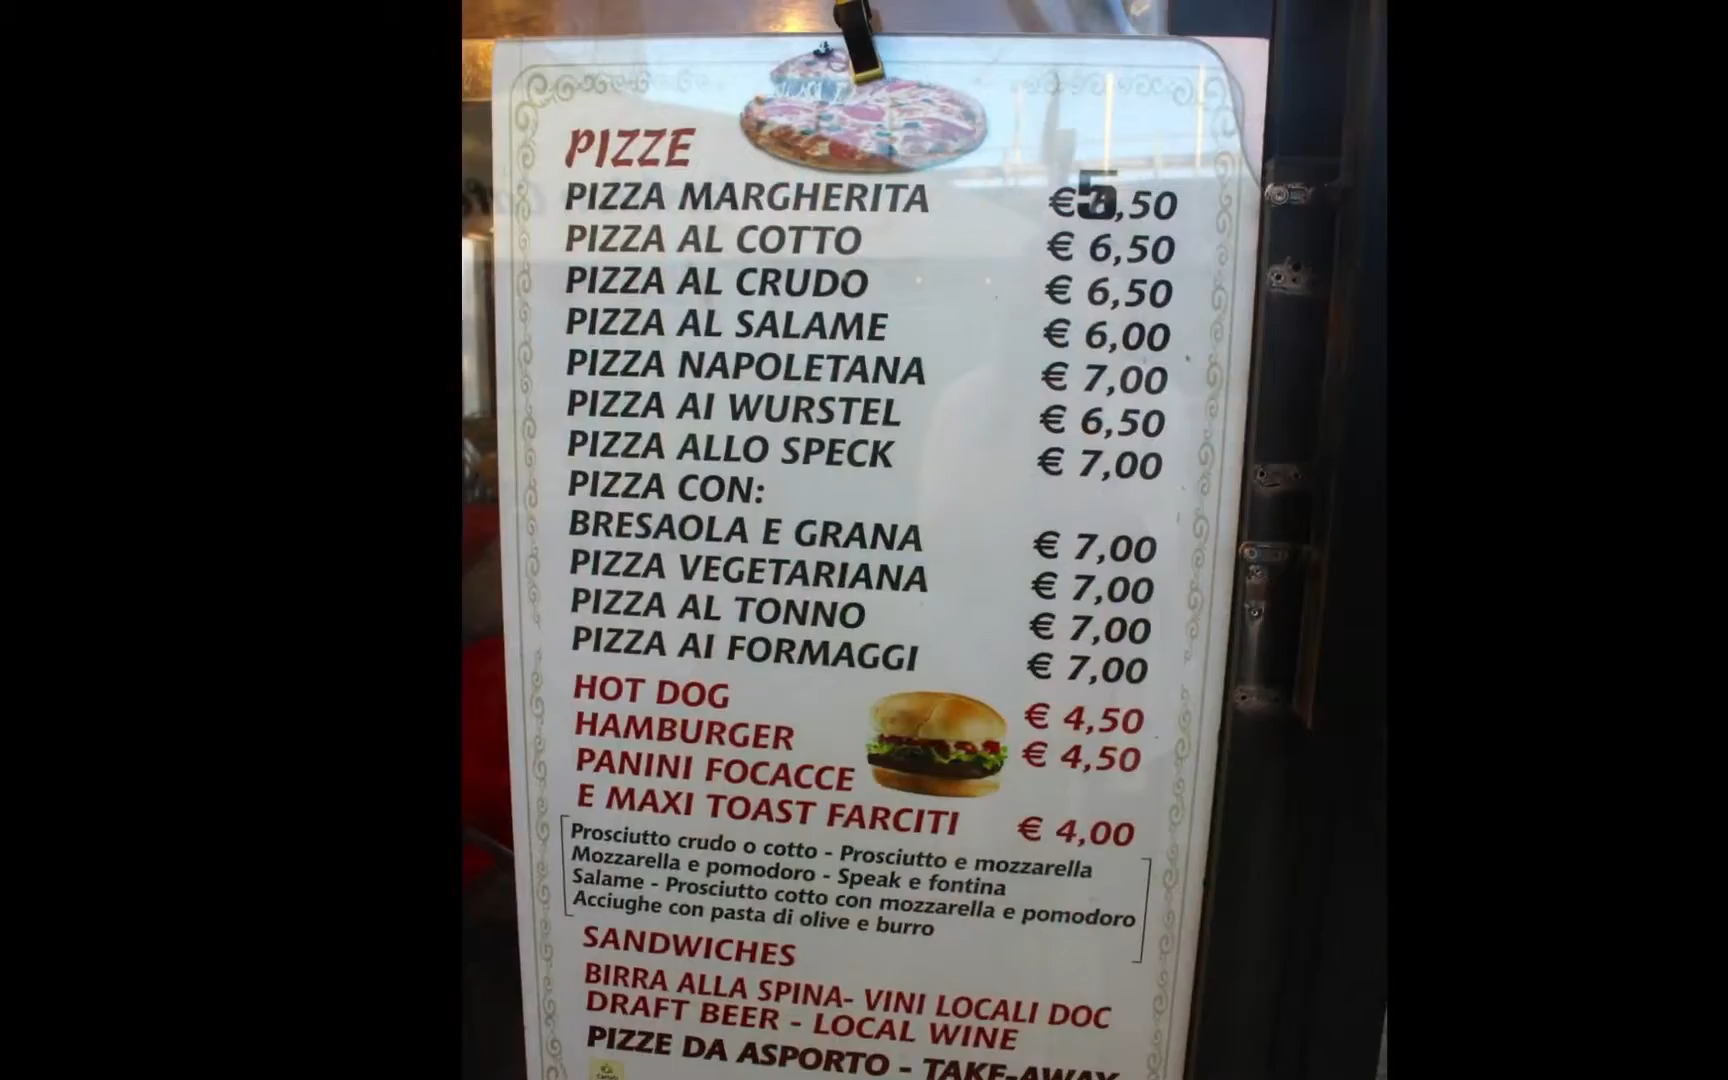 PIZZE
PIZZA MARGHERITA €5,50
PIZZA AL COTTO € 6,50
PIZZA AL CRUDO € 6,50
PIZZA AL SALAME € 6,00
PIZZA NAPOLETANA € 7,00
PIZZA AI WURSTEL € 6,50
PIZZA ALLO SPECK € 7,00
PIZZA CON:
BRESAOLA E GRANA € 7,00
PIZZA VEGETARIANA € 7,00
PIZZA AL TONNO € 7,00
PIZZA AI FORMAGGI € 7,00
HOT DOG € 4,50
HAMBURGER € 4,50
PANINI FOCACCE
E MAXI TOAST FARCITI € 4,00
Prosciutto crudo o cotto - Prosciutto e mozzarella
Mozzarella e pomodoro - Speak e fontina
Salame - Prosciutto cotto con mozzarella e pomodoro
Acciughe con pasta di olive e burro
SANDWICHES
BIRRA ALLA SPINA- VINI LOCALI DOC
DRAFT BEER - LOCAL WINE
PIZZE DA ASPORTO - TAKE-AWAY